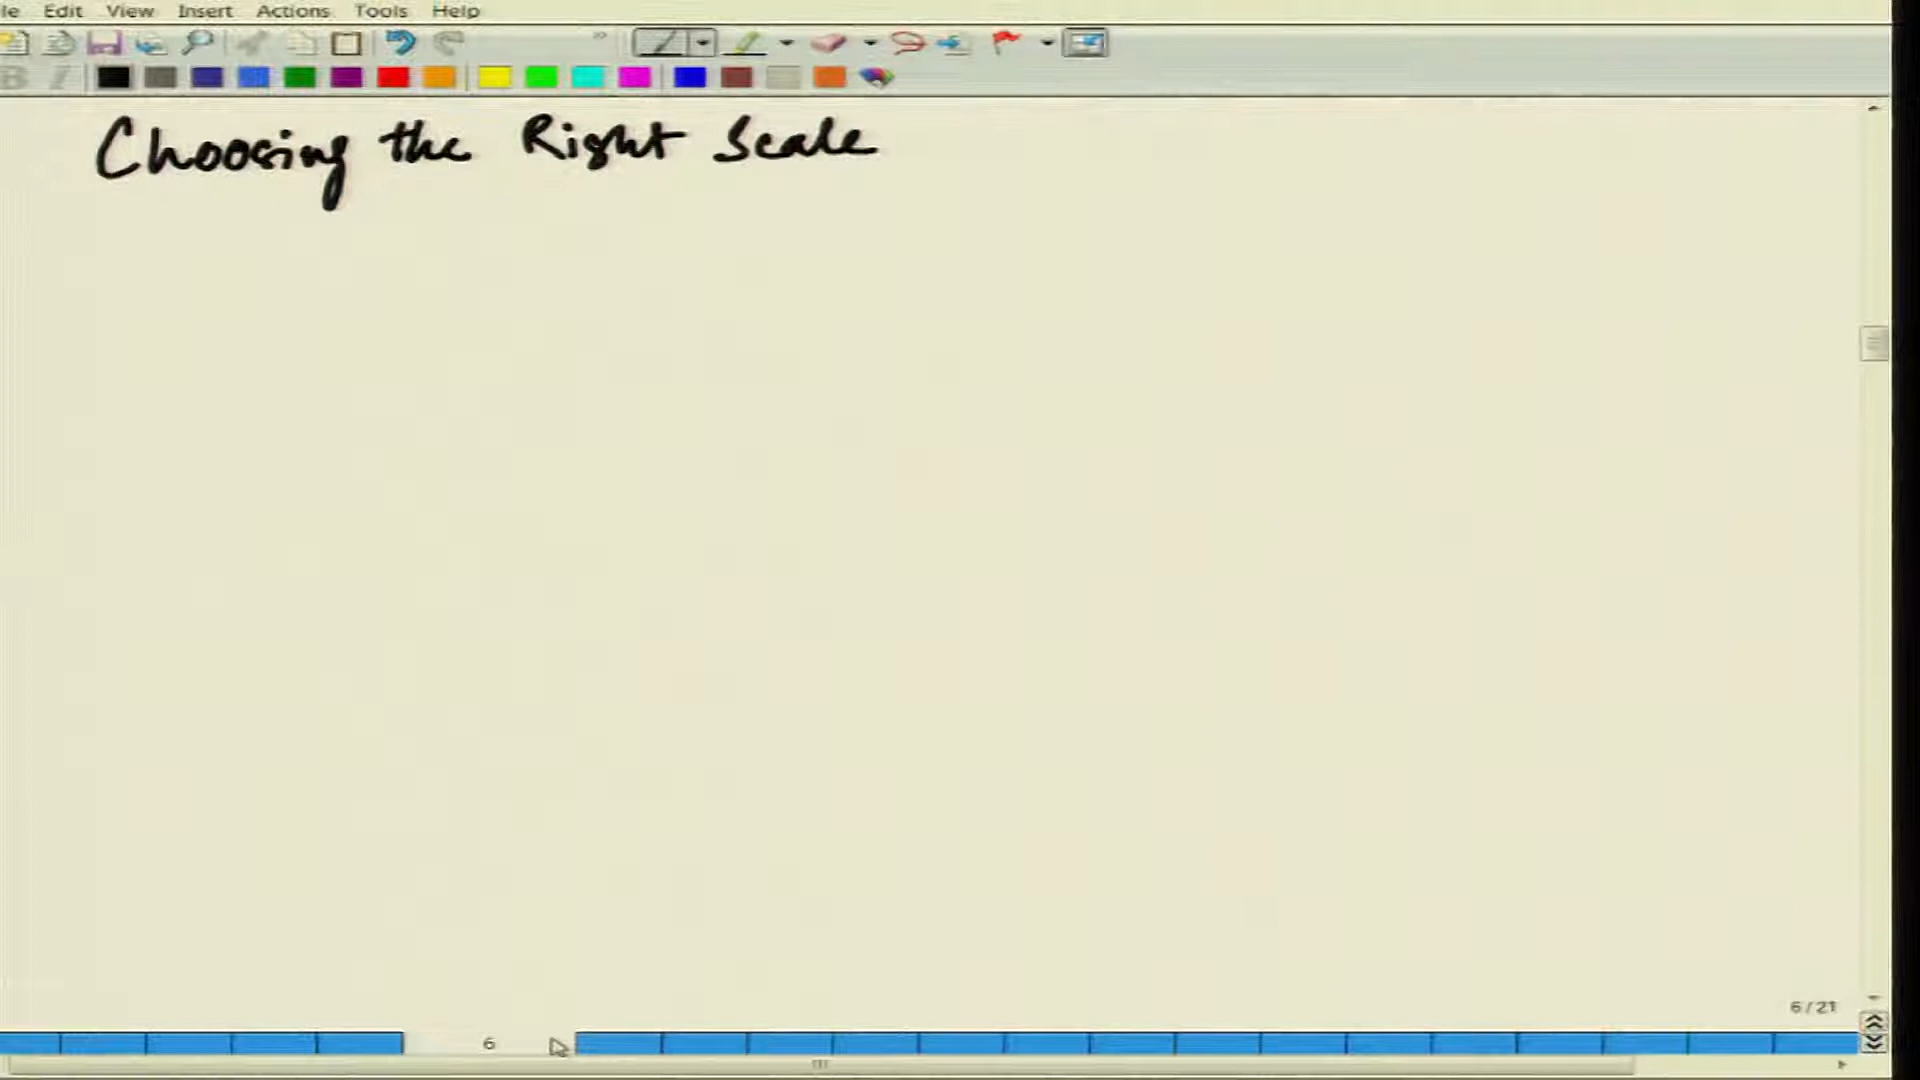 le Edit View Insert Actions Tools Help
B I
Choosing the Right Scale
6/21
6